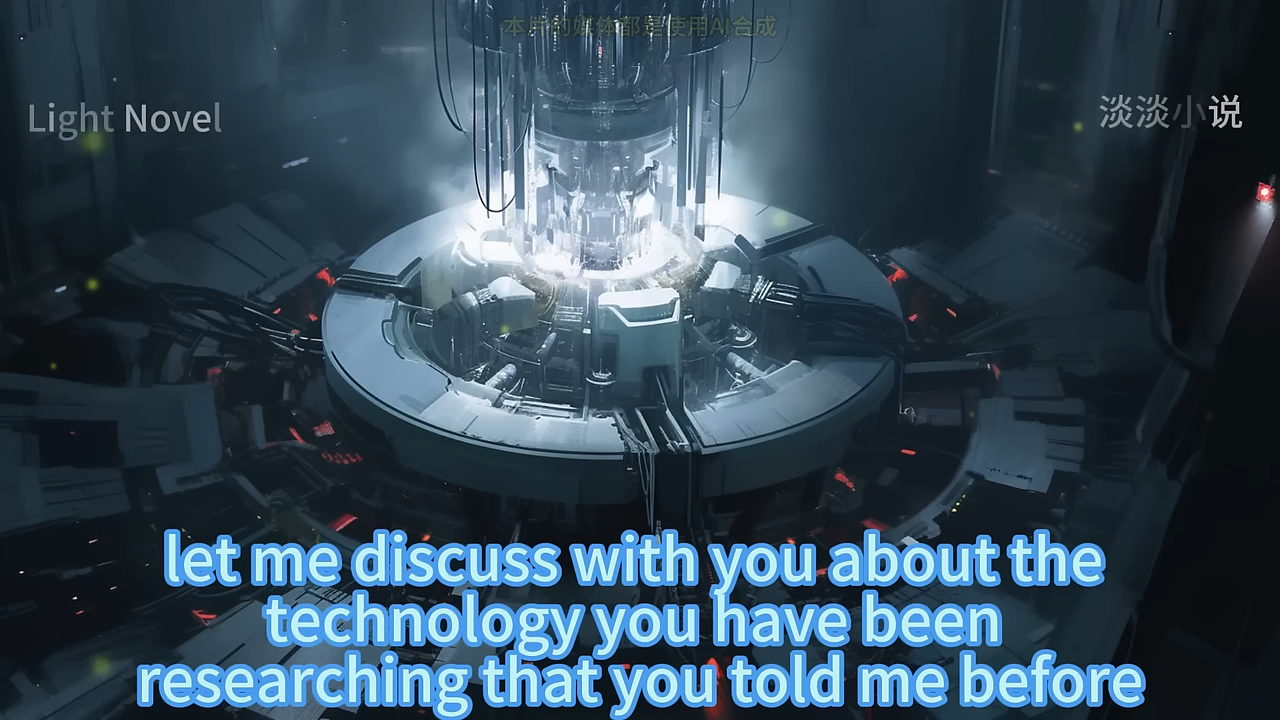 本片的媒体都是使用AI合成
Light Novel
淡淡小说
let me discuss with you about the
technology you have been
researching that you told me before